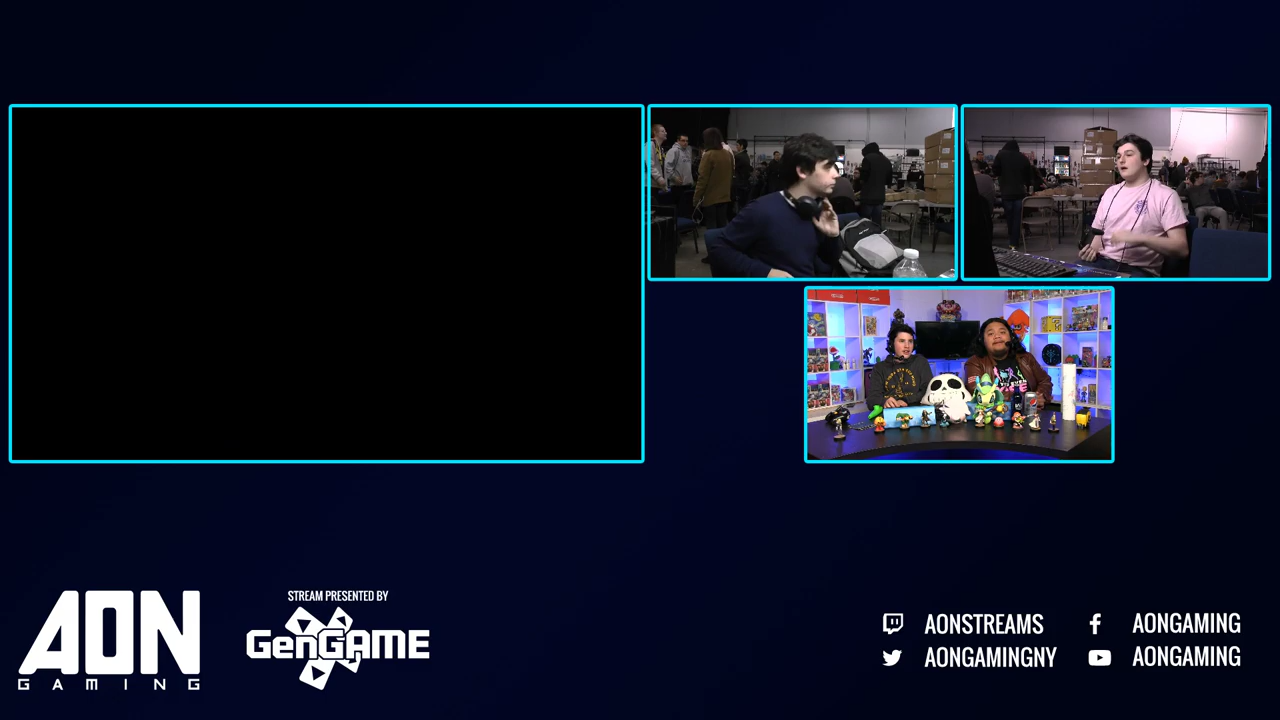 AON
GAMING
STREAM PRESENTED BY
GenGAME
AONSTREAMS
AONGAMING
AONGAMINGNY
AONGAMING